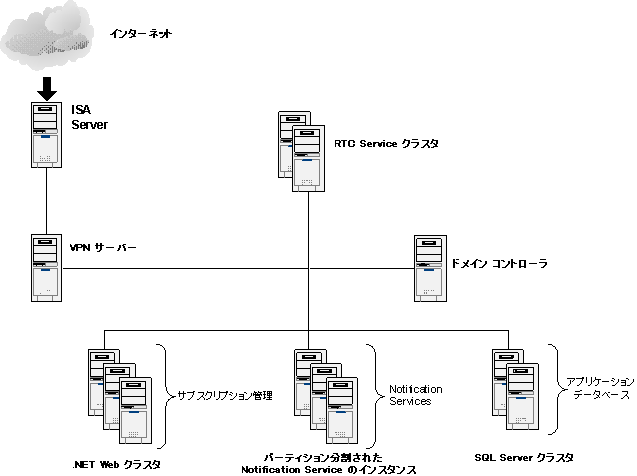 インターネット
ISA
Server
RTC Service クラスタ
VPN サーバー
ドメイン コントローラ
サブスクリプション管理
Notification
Services
アプリケーション
データベース
.NET Web クラスタ
パーティション分割された
Notification Service のインスタンス
SQL Server クラスタ